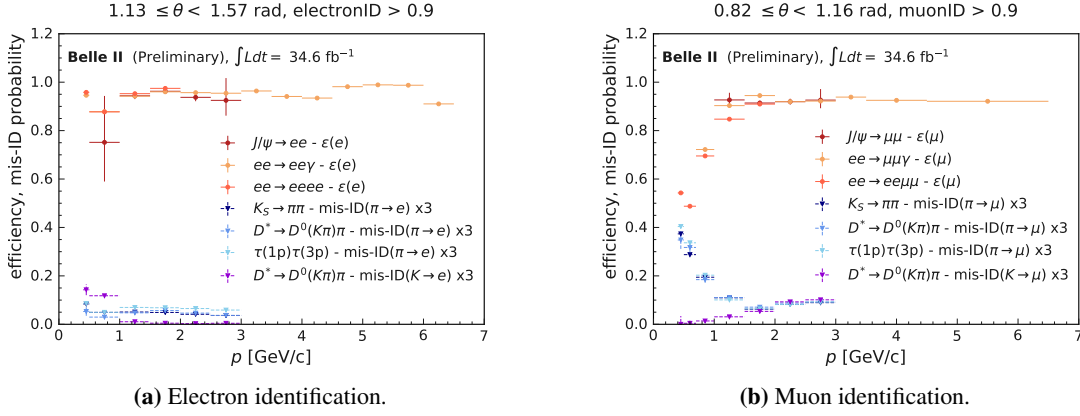 1.13 ≤θ< 1.57 rad, electronID > 0.9
Belle II (Preliminary), ∫Ldt = 34.6 fb⁻¹
efficiency, mis-ID probability
1.2
1.0
0.8
0.6
0.4
0.2
0.0
J/ψ→ee - ε(e)
ee→eeγ - ε(e)
ee→eeee - ε(e)
K_S→ππ - mis-ID(π→e) x3
D*→D⁰(Kπ)π - mis-ID(π→e) x3
τ(1p)τ(3p) - mis-ID(π→e) x3
D*→D⁰(Kπ)π - mis-ID(K→e) x3
0 1 2 3 4 5 6 7
p [GeV/c]
(a) Electron identification.
0.82 ≤θ< 1.16 rad, muonID > 0.9
Belle II (Preliminary), ∫Ldt = 34.6 fb⁻¹
efficiency, mis-ID probability
1.2
1.0
0.8
0.6
0.4
0.2
0.0
J/ψ→μμ - ε(μ)
ee→μμγ - ε(μ)
ee→eeμμ - ε(μ)
K_S→ππ - mis-ID(π→μ) x3
D*→D⁰(Kπ)π - mis-ID(π→μ) x3
τ(1p)τ(3p) - mis-ID(π→μ) x3
D*→D⁰(Kπ)π - mis-ID(K→μ) x3
0 1 2 3 4 5 6 7
p [GeV/c]
(b) Muon identification.